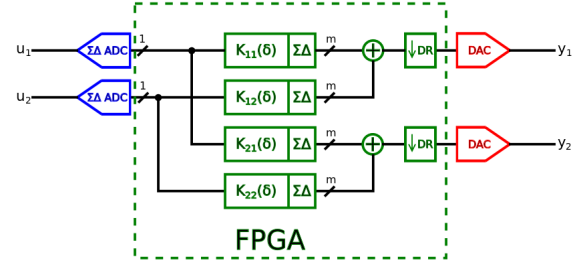 u₁ ΣΔ ADC 1 K₁₁(δ) ΣΔ m ↓DR DAC y₁
u₂ ΣΔ ADC 1 K₁₂(δ) ΣΔ m
K₂₁(δ) ΣΔ m ↓DR DAC y₂
K₂₂(δ) ΣΔ m
FPGA